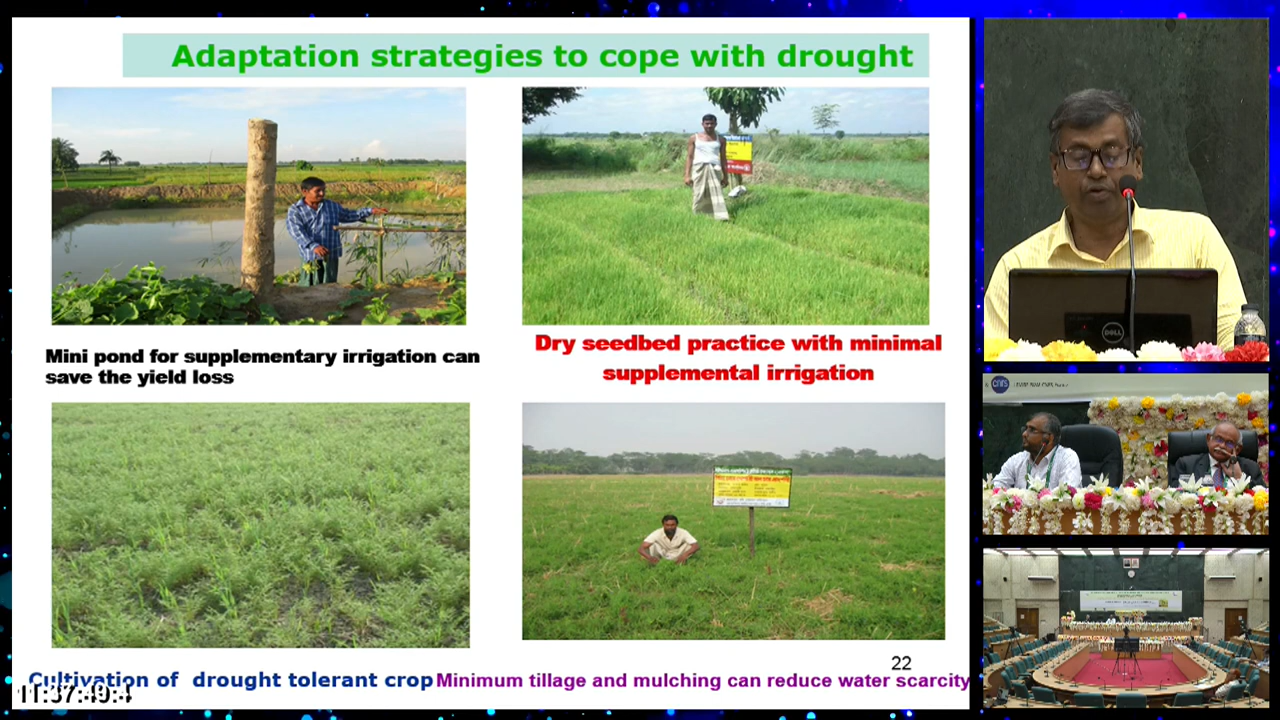 Adaptation strategies to cope with drought
Mini pond for supplementary irrigation can
save the yield loss
Dry seedbed practice with minimal
supplemental irrigation
22
Cultivation of drought tolerant crop
Minimum tillage and mulching can reduce water scarcity
11:37:49:4
DELL
CNRS